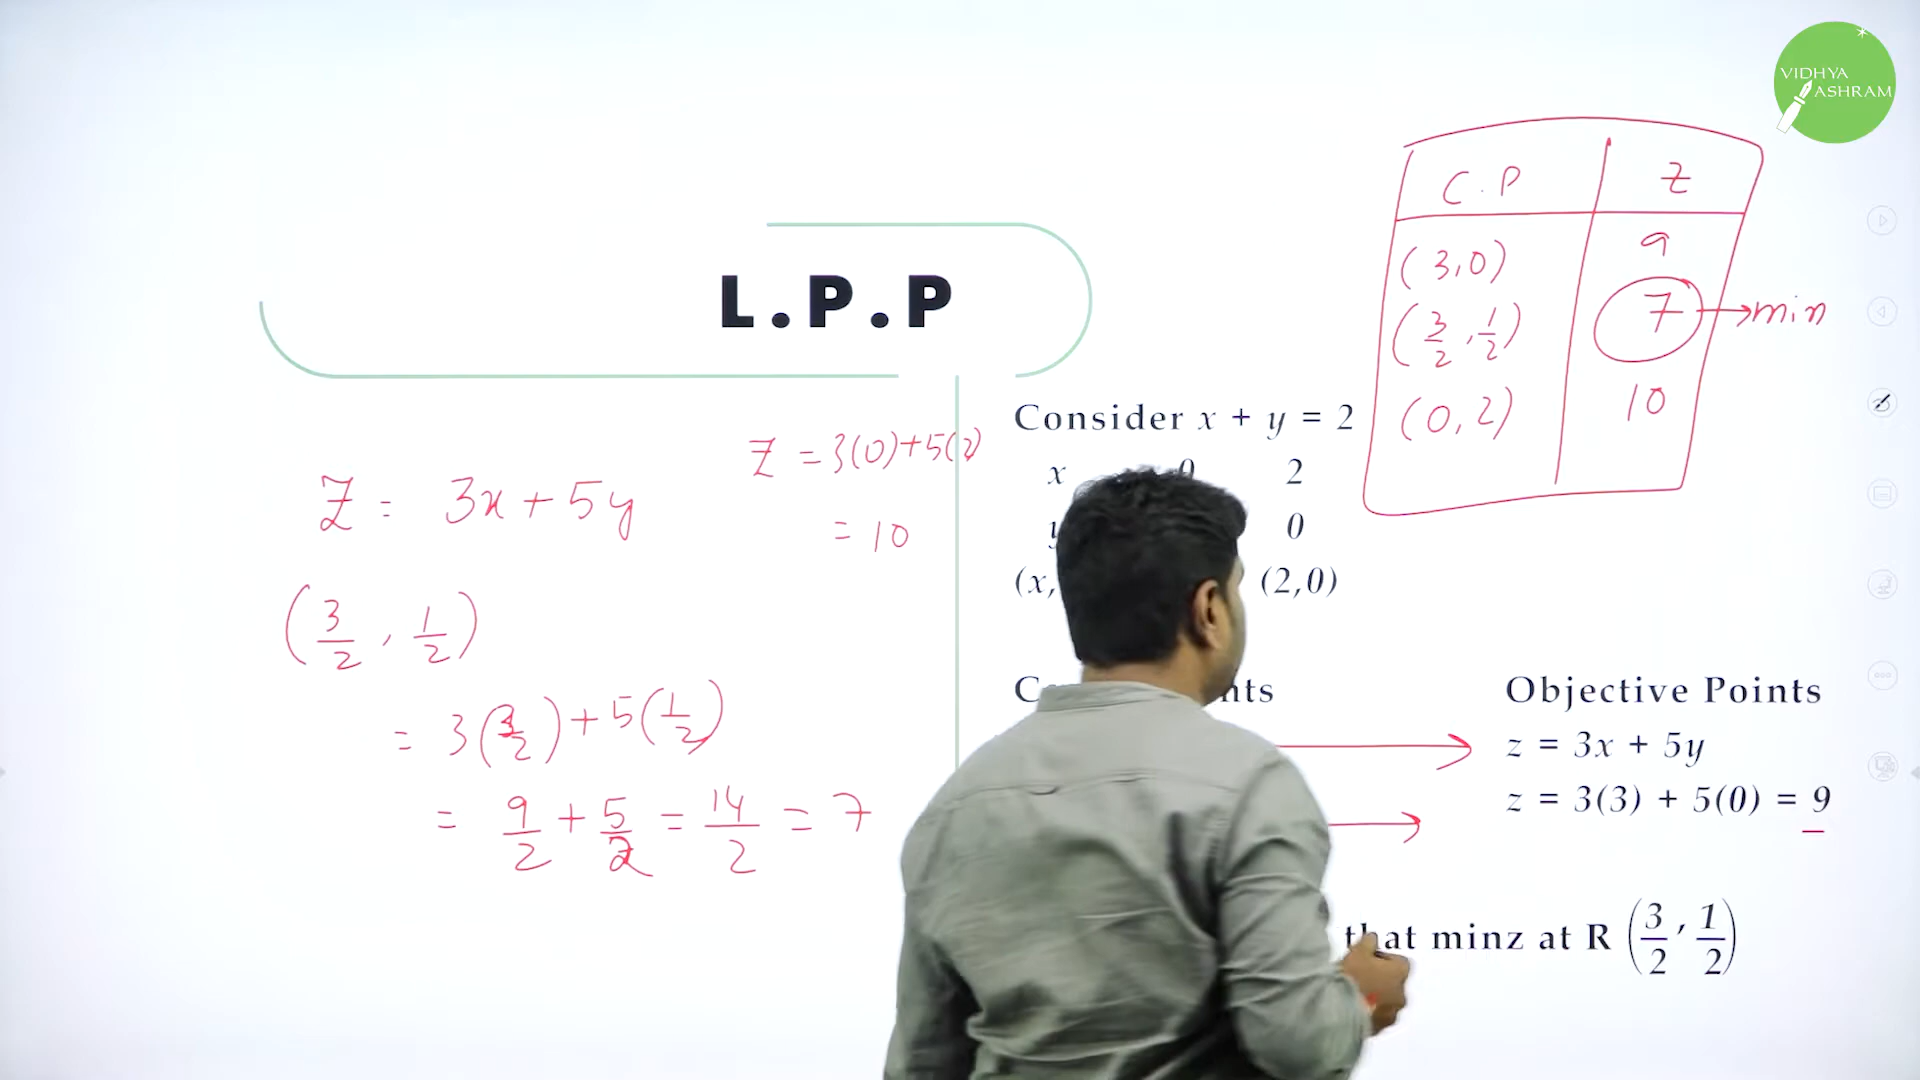 VIDHYA
ASHRAM
C.P Z
(3,0) 9
(3/2, 1/2) 7 → min
(0,2) 10
L.P.P
Z = 3x + 5y
Z = 3(0)+5(2)
= 10
(3/2, 1/2)
= 3(3/2) + 5(1/2)
= 9/2 + 5/2 = 14/2 = 7
Consider x + y = 2
x 0 2
y 0
(x, (2,0)
Objective Points
z = 3x + 5y
z = 3(3) + 5(0) = 9
that minz at R (3/2, 1/2)